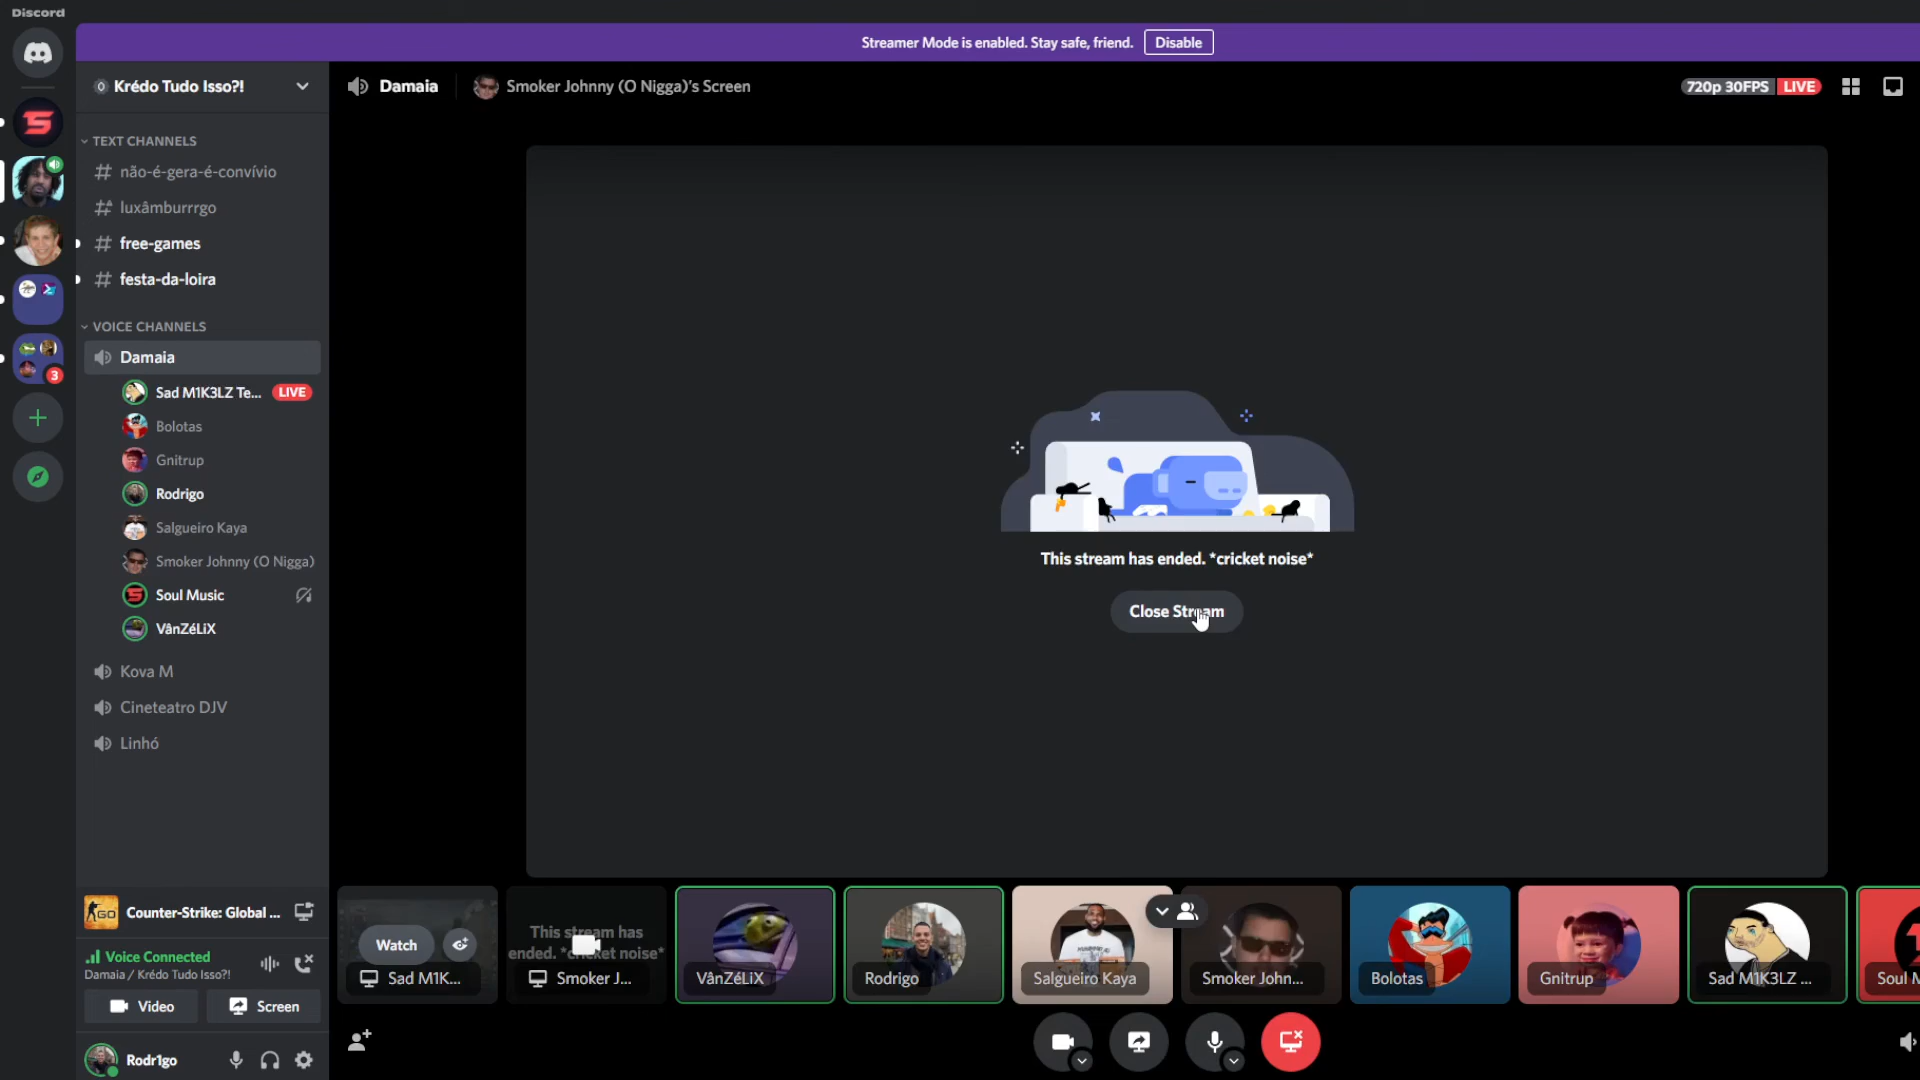 Discord
Streamer Mode is enabled. Stay safe, friend. Disable
Krédo Tudo Isso?!
Damaia
Smoker Johnny (O Nigga)'s Screen
720p 30FPS LIVE
TEXT CHANNELS
não-é-gera-é-convívio
luxâmburrrgo
free-games
festa-da-loira
VOICE CHANNELS
Damaia
Sad M1K3LZ Te... LIVE
Bolotas
Gnitrup
Rodrigo
Salgueiro Kaya
Smoker Johnny (O Nigga)
Soul Music
VânZéLiX
Kova M
Cineteatro DJV
Linhó
3
This stream has ended. *cricket noise*
Close Stream
Counter-Strike: Global ...
Voice Connected
Damaia / Krédo Tudo Isso?!
Video
Screen
Rodr1go
Watch
Sad M1K...
This stream has
ended. *cricket noise*
Smoker J...
VânZéLiX
Rodrigo
Salgueiro Kaya
Smoker John...
Bolotas
Gnitrup
Sad M1K3LZ ...
Soul M